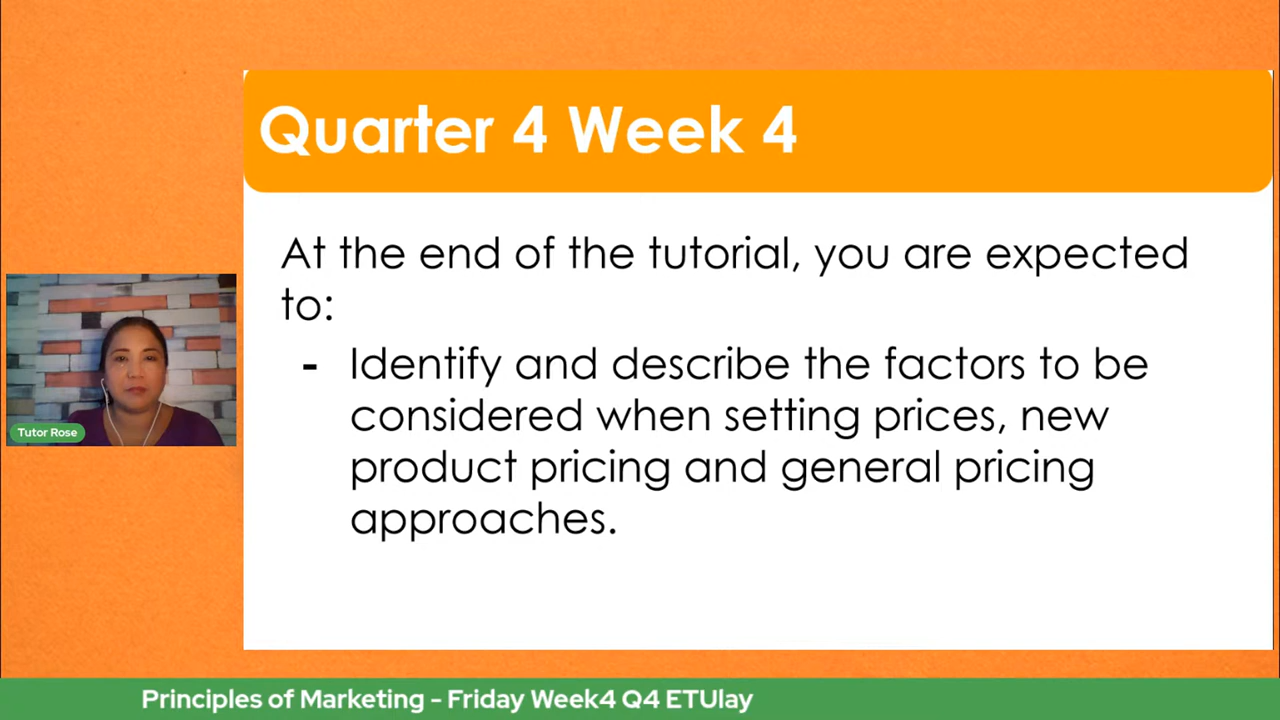 Quarter 4 Week 4
At the end of the tutorial, you are expected
to:
- Identify and describe the factors to be
considered when setting prices, new
product pricing and general pricing
approaches.
Tutor Rose
Principles of Marketing - Friday Week4 Q4 ETUlay